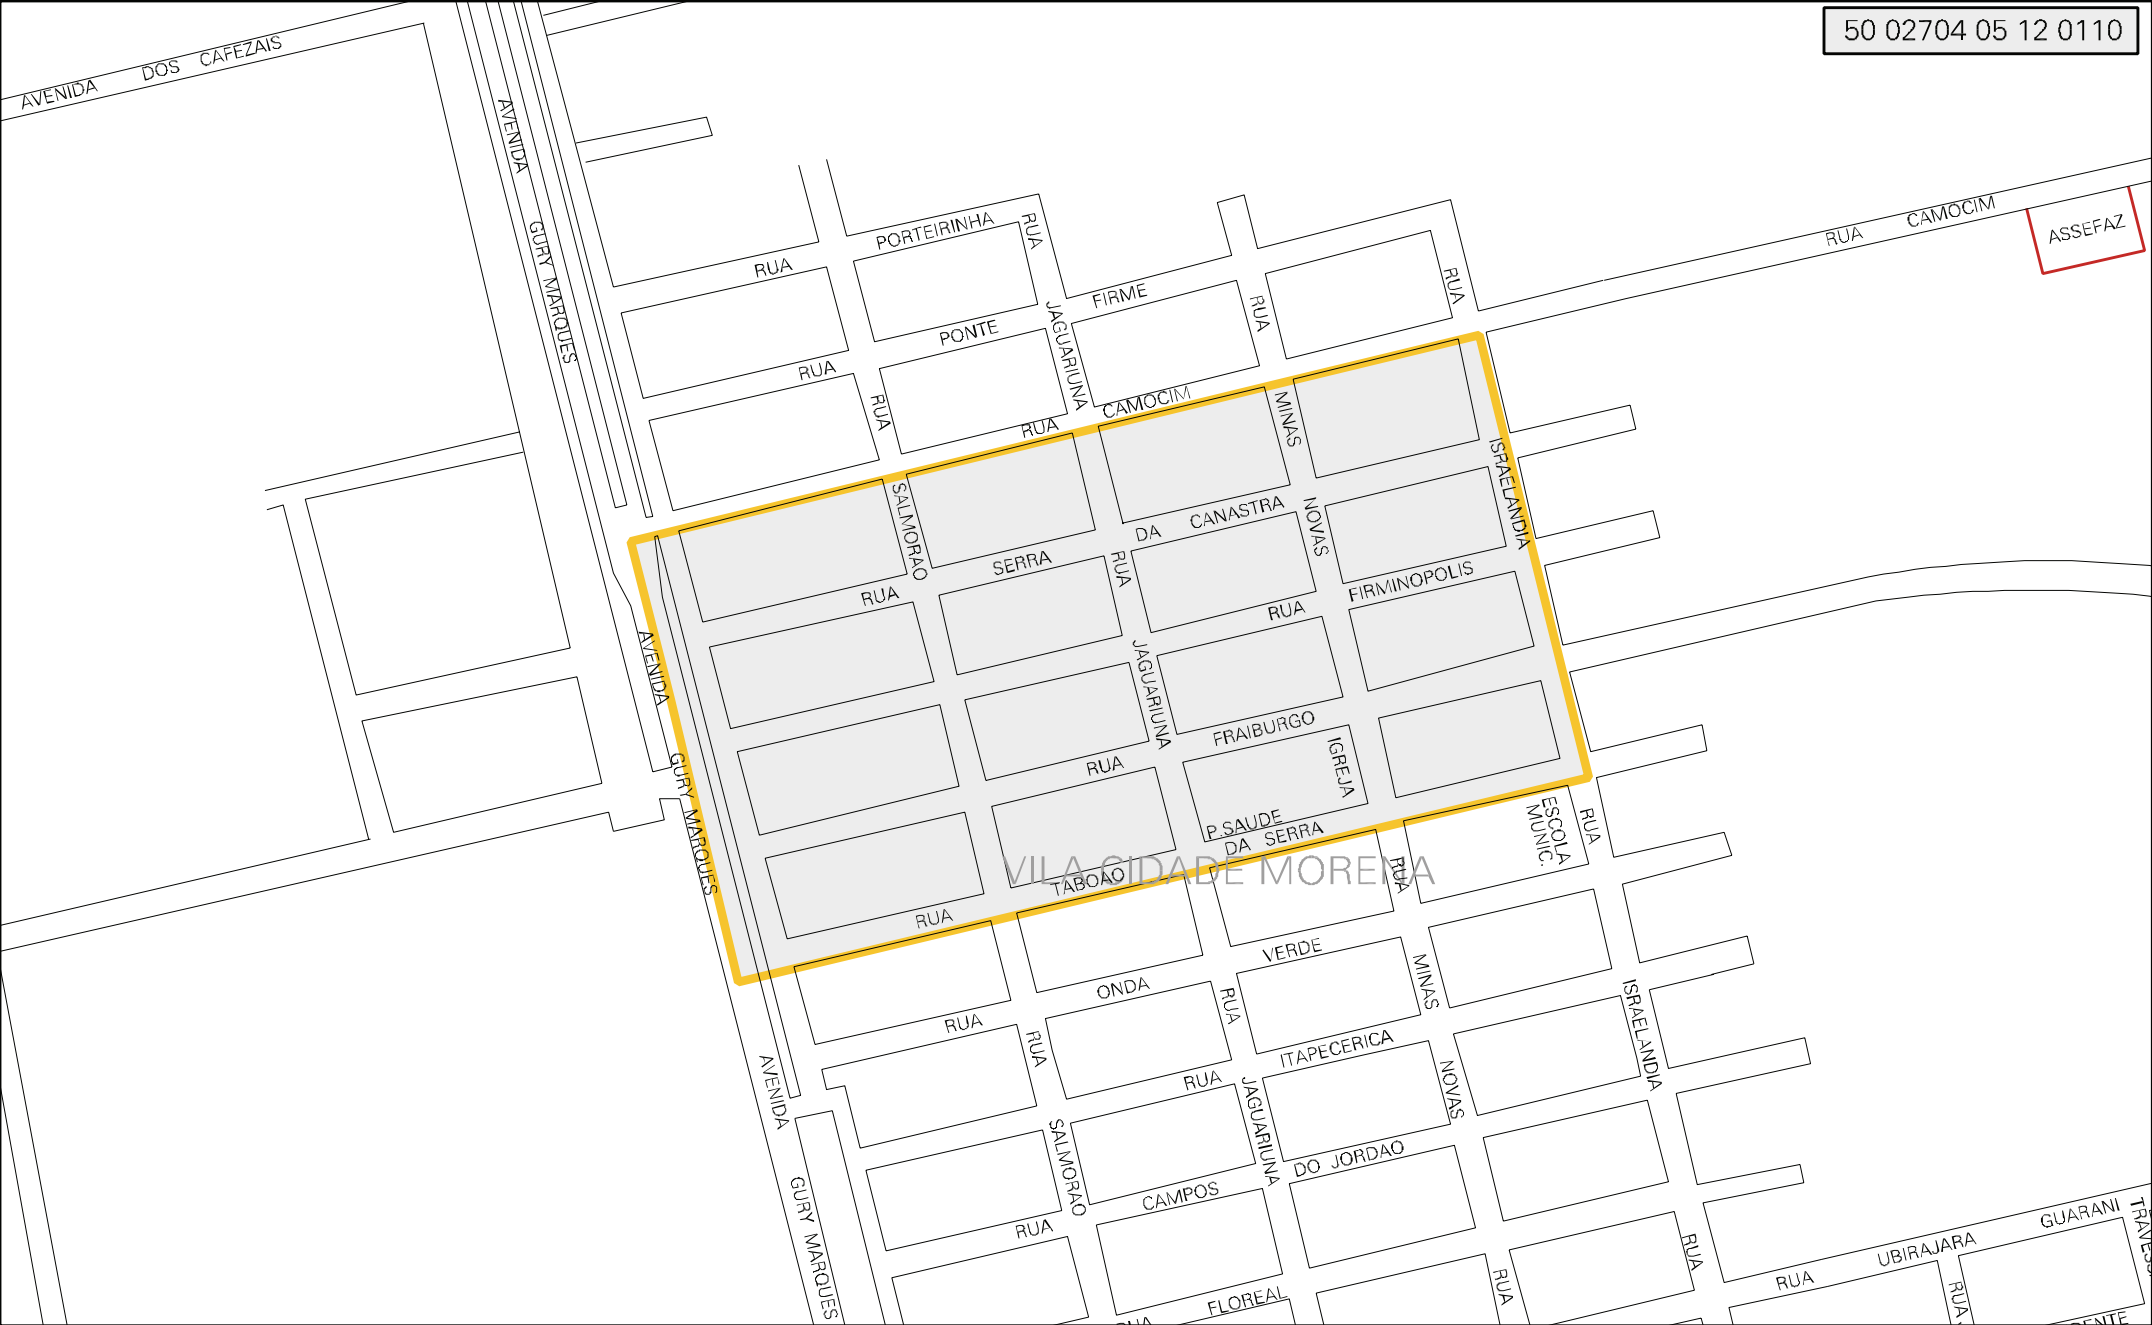 50 02704 05 12 0110
AVENIDA DOS CAFEZAIS
AVENIDA GURY MARQUES
RUA PORTEIRINHA
RUA JAGUARIUNA
RUA PONTE FIRME
RUA
RUA
RUA CAMOCIM
ASSEFAZ
RUA CAMOCIM
RUA SALMORAO
MINAS NOVAS
ISRAELANDIA
RUA SERRA DA CANASTRA
RUA FIRMINOPOLIS
RUA JAGUARIUNA
AVENIDA GURY MARQUES
RUA FRAIBURGO
IGREJA
P.SAUDE
RUA TABOAO DA SERRA
VILA CIDADE MORENA
ESCOLA
MUNIC.
RUA ISRAELANDIA
RUA MINAS NOVAS
RUA ONDA VERDE
RUA JAGUARIUNA
RUA SALMORAO
RUA ITAPECERICA
AVENIDA GURY MARQUES
RUA CAMPOS DO JORDAO
RUA FLOREAL
RUA
RUA
RUA UBIRAJARA GUARANI
RUA